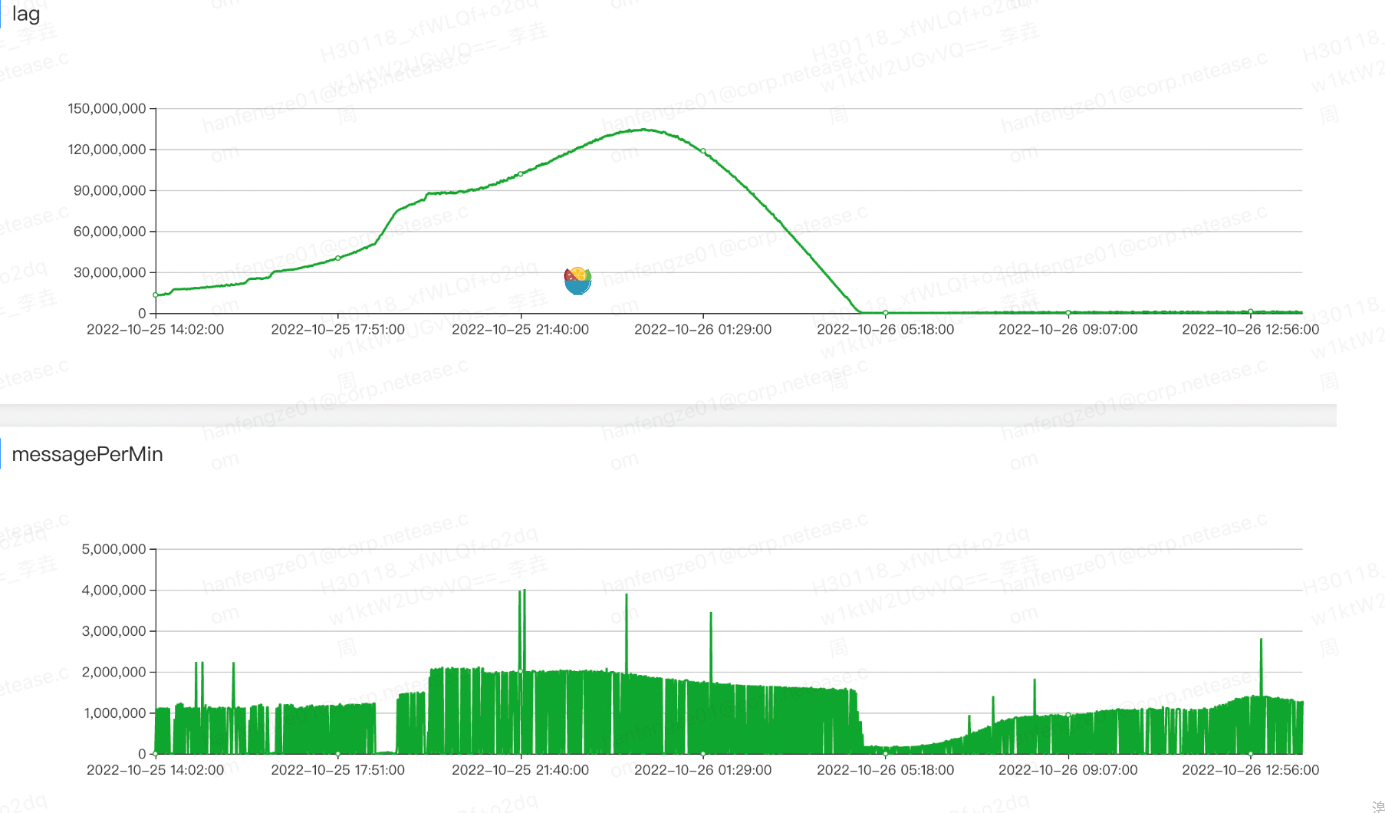 lag
150,000,000
120,000,000
90,000,000
60,000,000
30,000,000
0
2022-10-25 14:02:00 2022-10-25 17:51:00 2022-10-25 21:40:00 2022-10-26 01:29:00 2022-10-26 05:18:00 2022-10-26 09:07:00 2022-10-26 12:56:00
messagePerMin
5,000,000
4,000,000
3,000,000
2,000,000
1,000,000
0
2022-10-25 14:02:00 2022-10-25 17:51:00 2022-10-25 21:40:00 2022-10-26 01:29:00 2022-10-26 05:18:00 2022-10-26 09:07:00 2022-10-26 12:56:00
hanfengze01@corp.netease.c
om
H30118_xfWLQf+o2dq
w1ktW2UGvVQ==_李垚
周